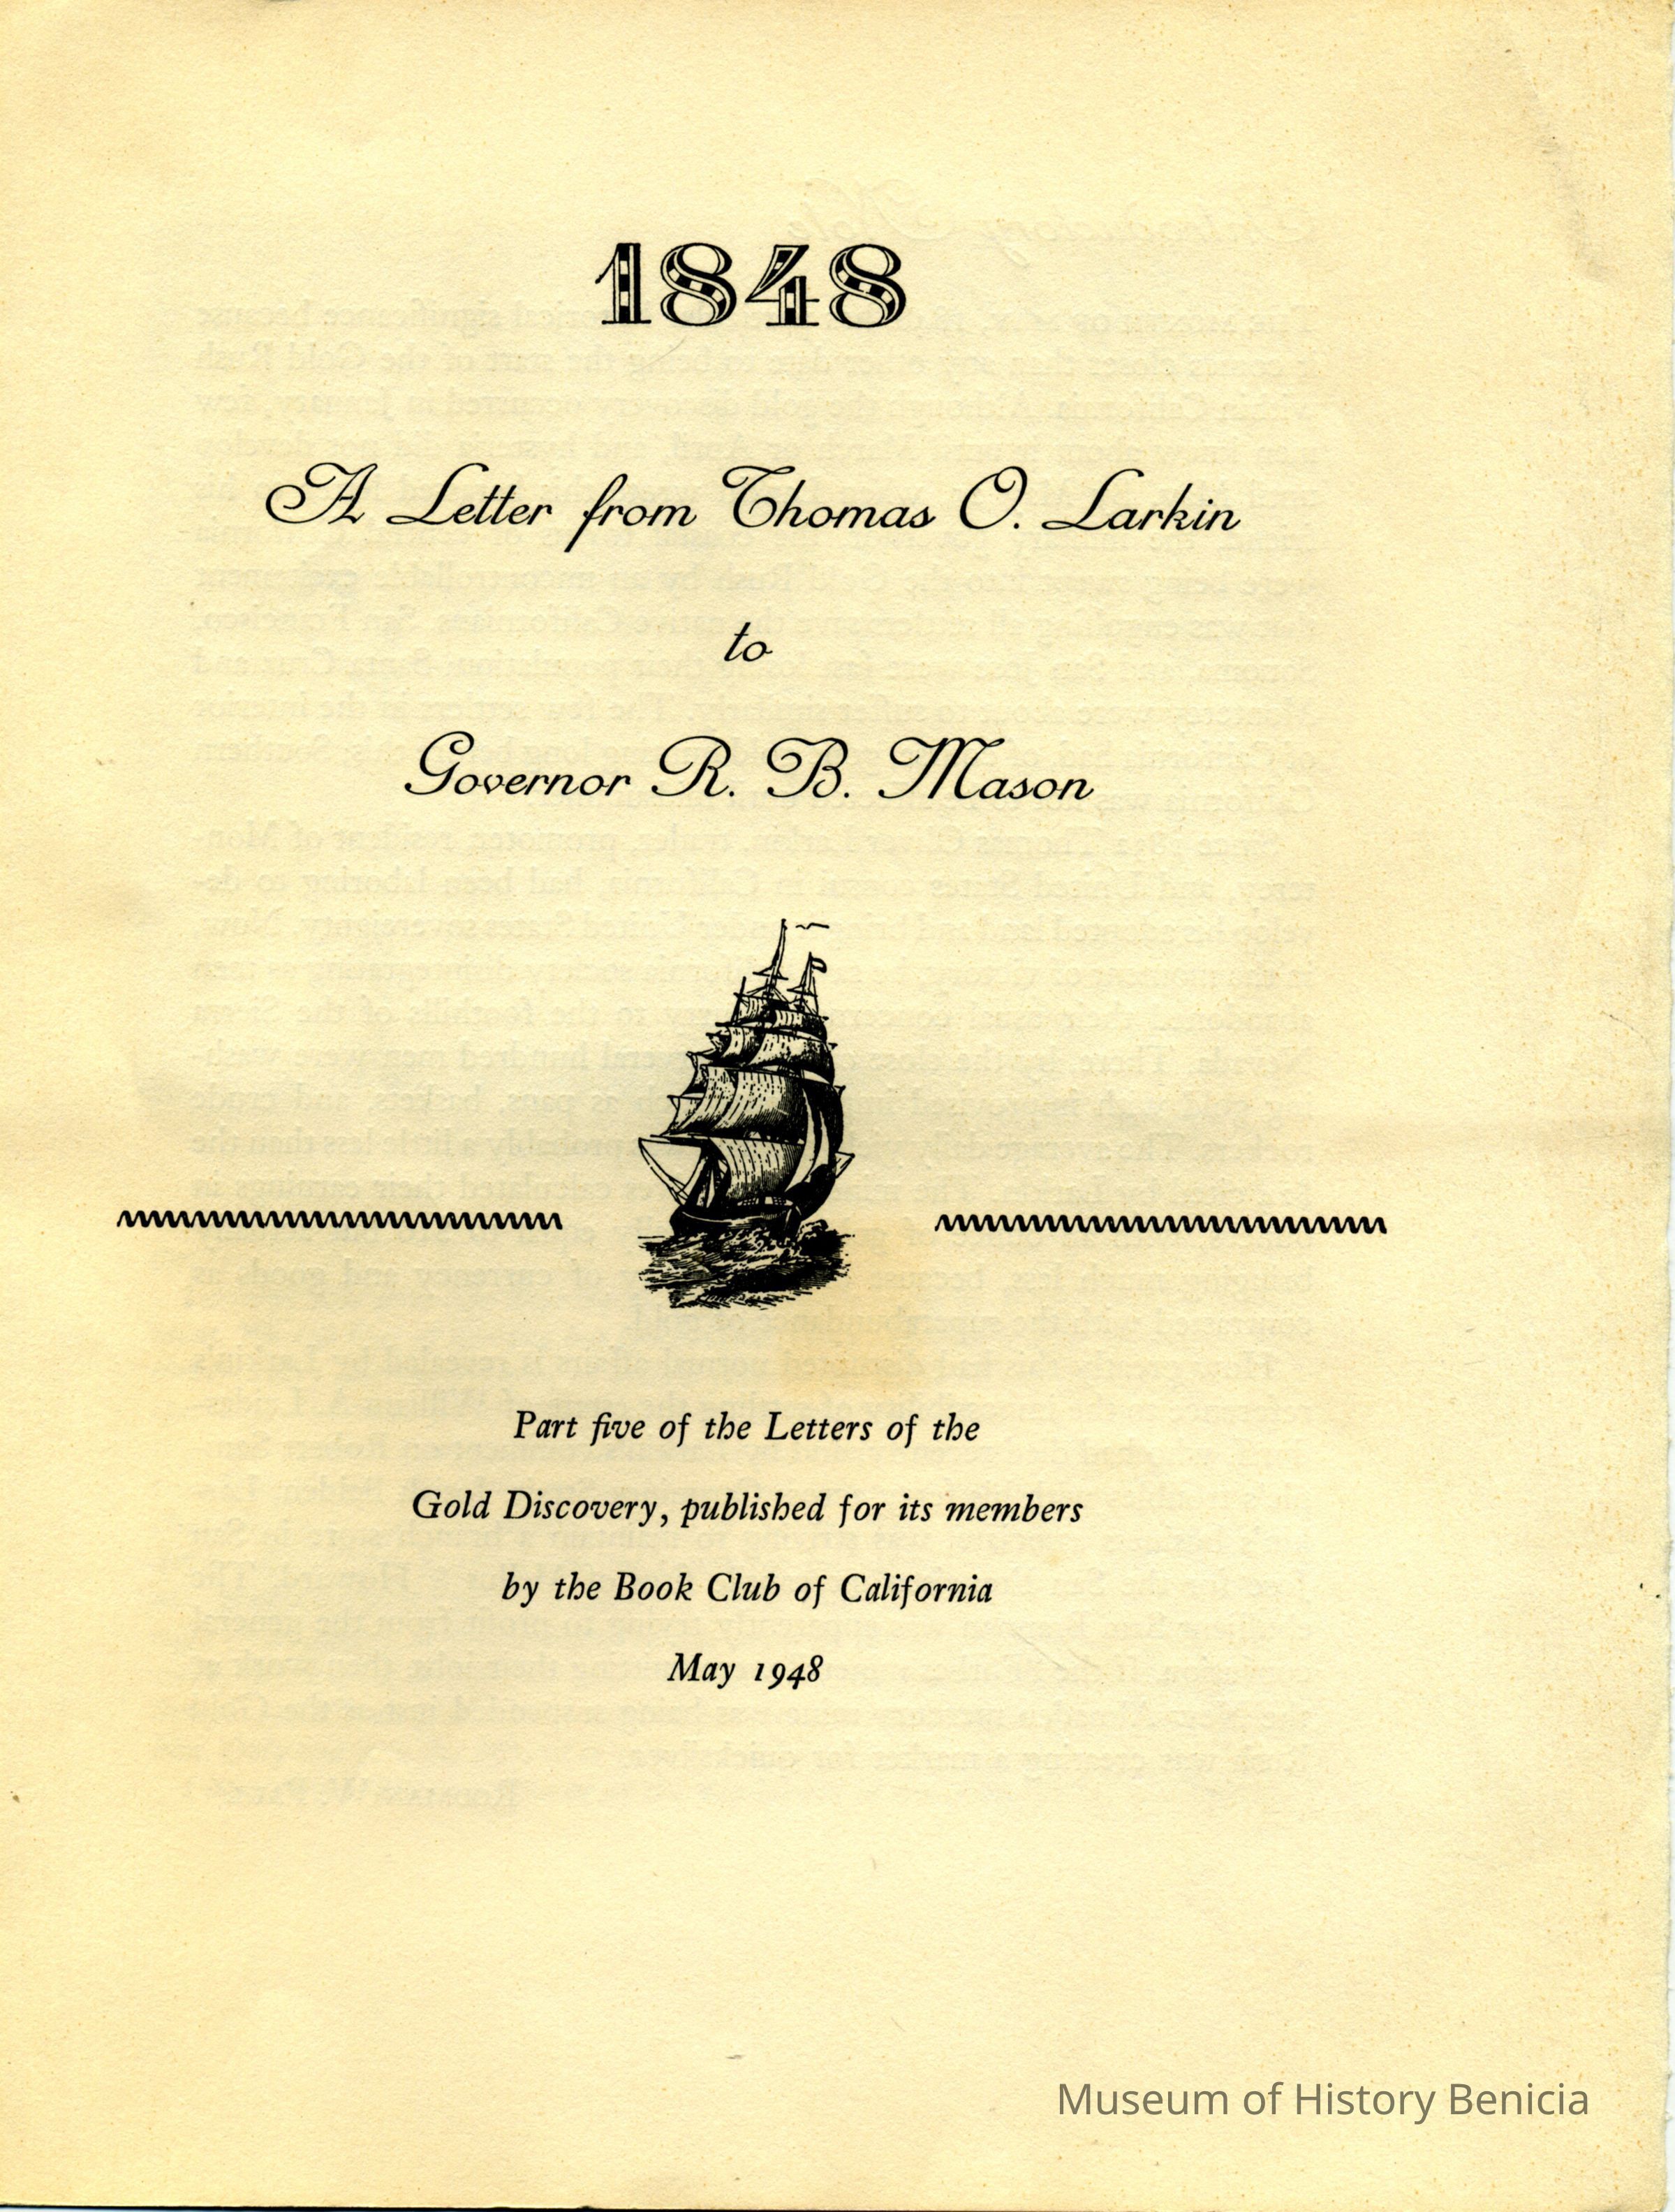 1848
A Letter from Thomas O. Larkin
to
Governor R. B. Mason
Part five of the Letters of the
Gold Discovery, published for its members
by the Book Club of California
May 1948
Museum of History Benicia